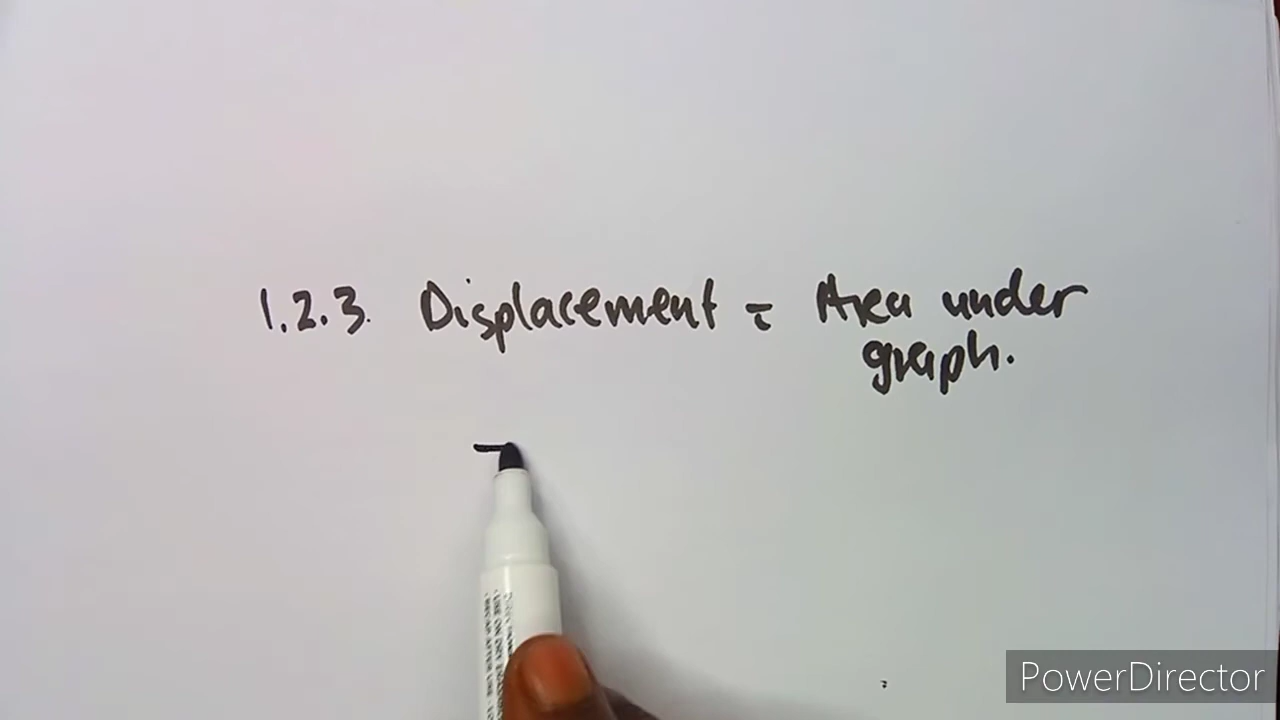 1.2.3. Displacement = Area under
graph.
PowerDirector